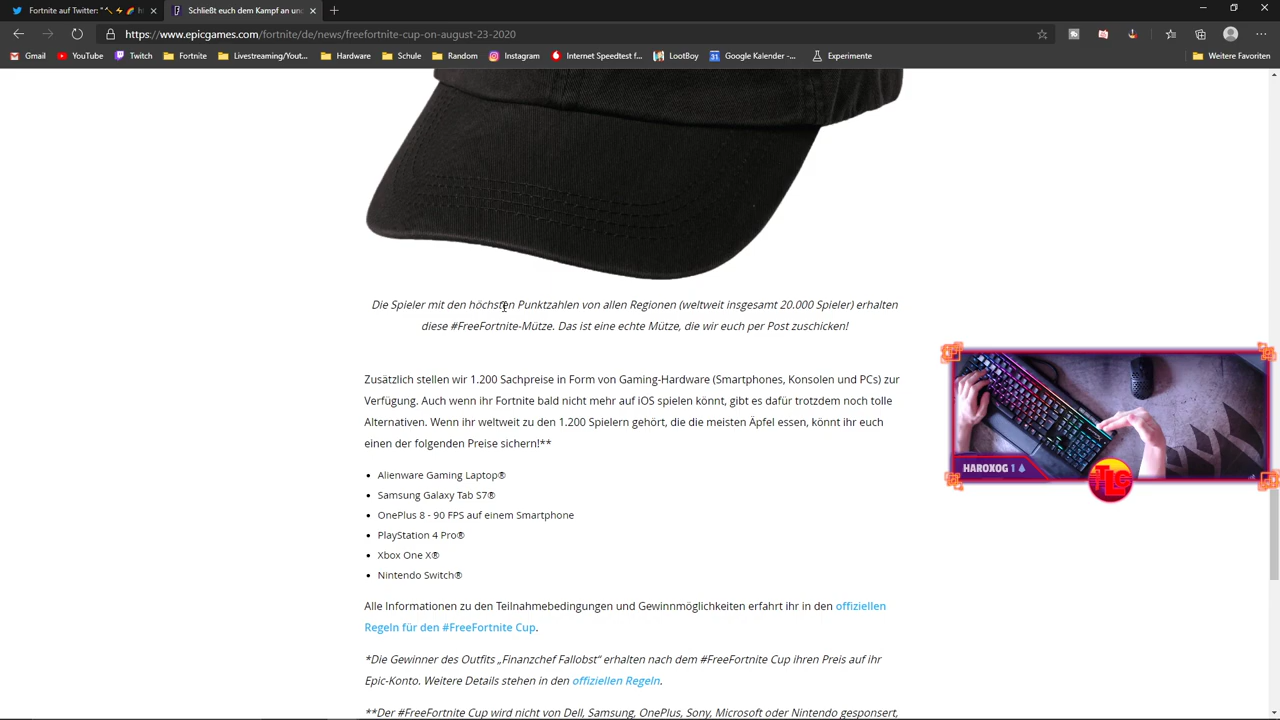 Fortnite auf Twitter: "🔧⚡🌈 h
Schließt euch dem Kampf an und
https://www.epicgames.com/fortnite/de/news/freefortnite-cup-on-august-23-2020
Gmail YouTube Twitch Fortnite Livestreaming/Yout... Hardware Schule Instagram Internet Speedtest f... LootBoy Google Kalender -... Experimente Weitere Favoriten
Die Spieler mit den höchsten Punktzahlen von allen Regionen (weltweit insgesamt 20.000 Spieler) erhalten
diese #FreeFortnite-Mütze. Das ist eine echte Mütze, die wir euch per Post zuschicken!
Zusätzlich stellen wir 1.200 Sachpreise in Form von Gaming-Hardware (Smartphones, Konsolen und PCs) zur
Verfügung. Auch wenn ihr Fortnite bald nicht mehr auf iOS spielen könnt, gibt es dafür trotzdem noch tolle
Alternativen. Wenn ihr weltweit zu den 1.200 Spielern gehört, die die meisten Äpfel essen, könnt ihr euch
einen der folgenden Preise sichern!**
• Alienware Gaming Laptop®
• Samsung Galaxy Tab S7®
• OnePlus 8 - 90 FPS auf einem Smartphone
• PlayStation 4 Pro®
• Xbox One X®
• Nintendo Switch®
HAROXOG 1
TLC
Alle Informationen zu den Teilnahmebedingungen und Gewinnmöglichkeiten erfahrt ihr in den offiziellen
Regeln für den #FreeFortnite Cup.
*Die Gewinner des Outfits „Finanzchef Fallobst“ erhalten nach dem #FreeFortnite Cup ihren Preis auf ihr
Epic-Konto. Weitere Details stehen in den offiziellen Regeln.
**Der #FreeFortnite Cup wird nicht von Dell, Samsung, OnePlus, Sony, Microsoft oder Nintendo gesponsert,